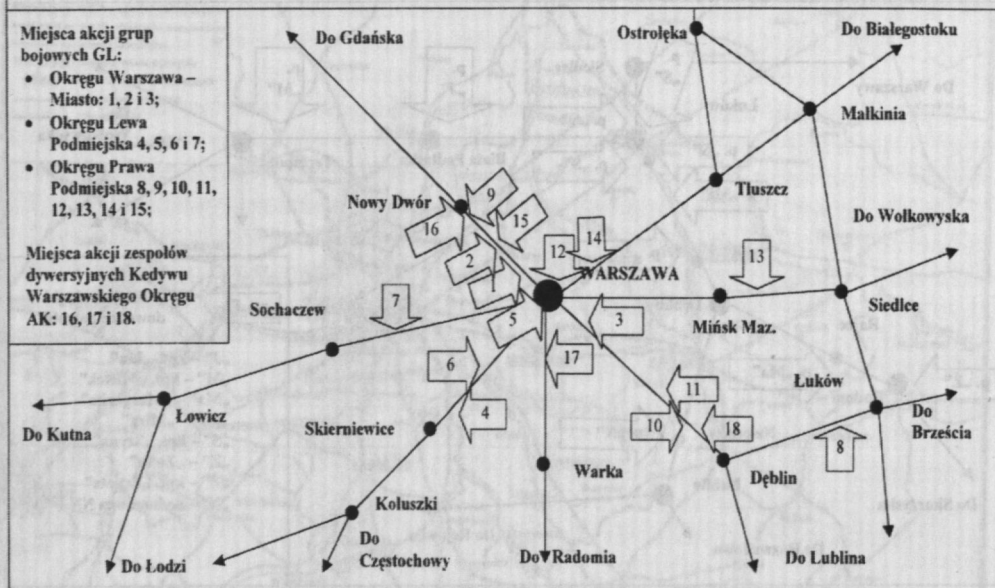 Miejsca akcji grup
bojowych GL:
• Okręgu Warszawa –
Miasto: 1, 2 i 3;
• Okręgu Lewa
Podmiejska 4, 5, 6 i 7;
• Okręgu Prawa
Podmiejska 8, 9, 10, 11,
12, 13, 14 i 15;
Miejsca akcji zespołów
dywersyjnych Kedywu
Warszawskiego Okręgu
AK: 16, 17 i 18.
Do Gdańska
Ostrołęka
Do Białegostoku
Małkinia
Tłuszcz
Nowy Dwór
9
15
16
2
1
12
14
Do Wołkowyska
13
WARSZAWA
Sochaczew
7
5
3
Mińsk Maz.
Siedlce
6
17
Łuków
11
Łowicz
Do Kutna
4
10
18
8
Do
Brześcia
Skierniewice
Warka
Dęblin
Koluszki
Do
Częstochowy
Do Łodzi
Do Radomia
Do Lublina